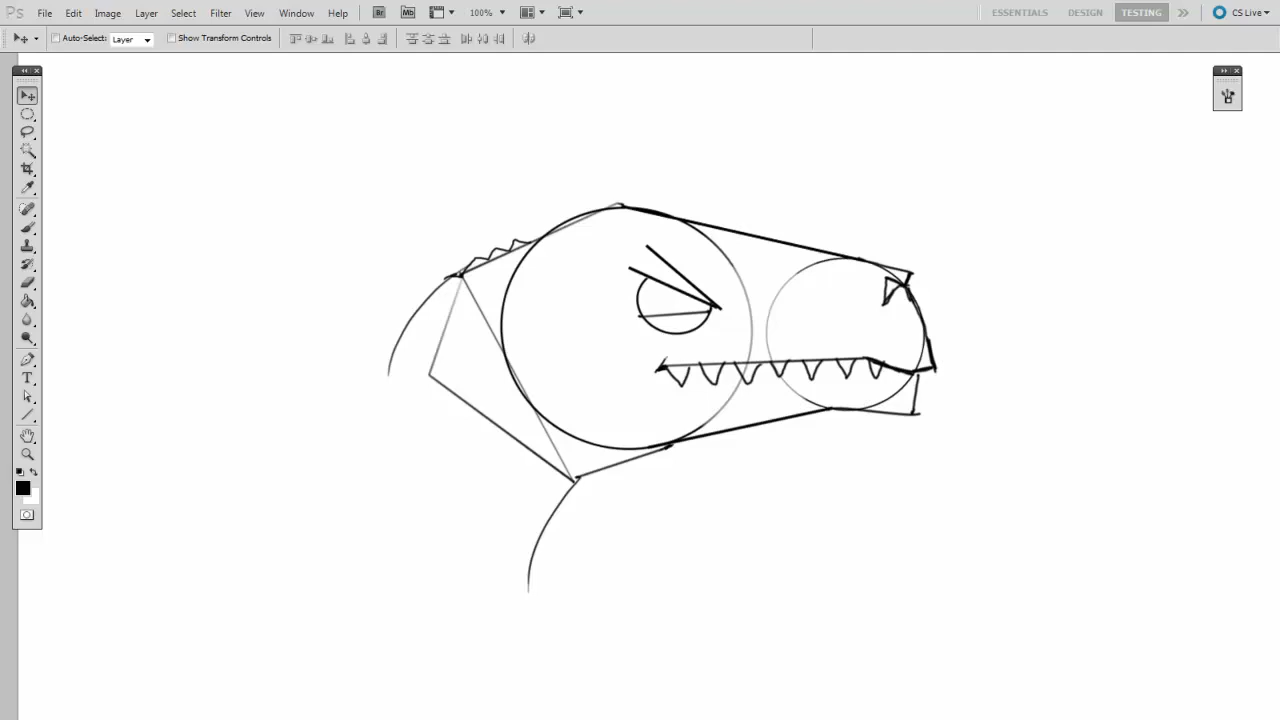 Ps File Edit Image Layer Select Filter View Window Help Br Mb 100% ESSENTIALS DESIGN TESTING CS Live
Auto-Select: Layer Show Transform Controls
T